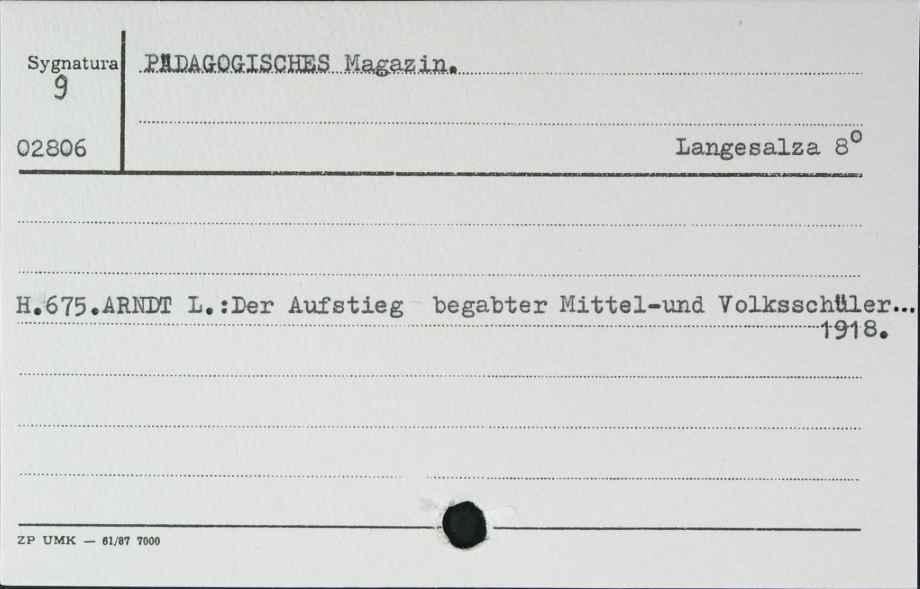 Sygnatura
9
02806
PÄDAGOGISCHES Magazin.
Langesalza 8°
H.675.ARNDT L.:Der Aufstieg begabter Mittel-und Volksschüler...
1918.
ZP UMK — 61/87 7000